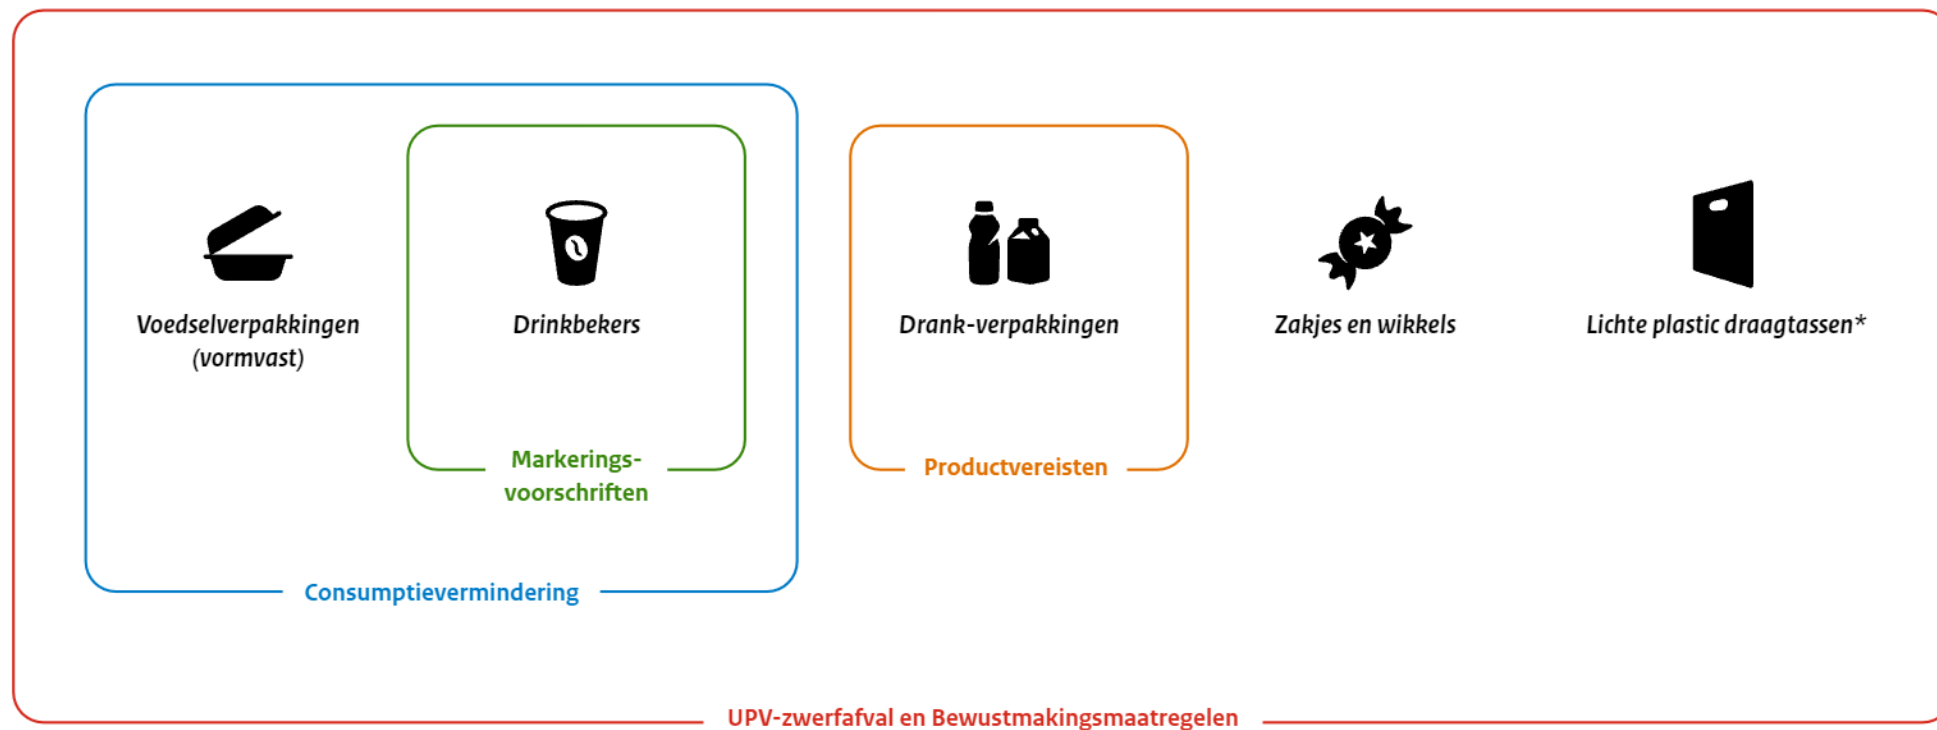 Voedselverpakkingen
(vormvast)
Drinkbekers
Drank-verpakkingen
Zakjes en wikkels
Lichte plastic draagtassen*
Markerings-
voorschriften
Productvereisten
Consumptievermindering
UPV-zwerfafval en Bewustmakingsmaatregelen